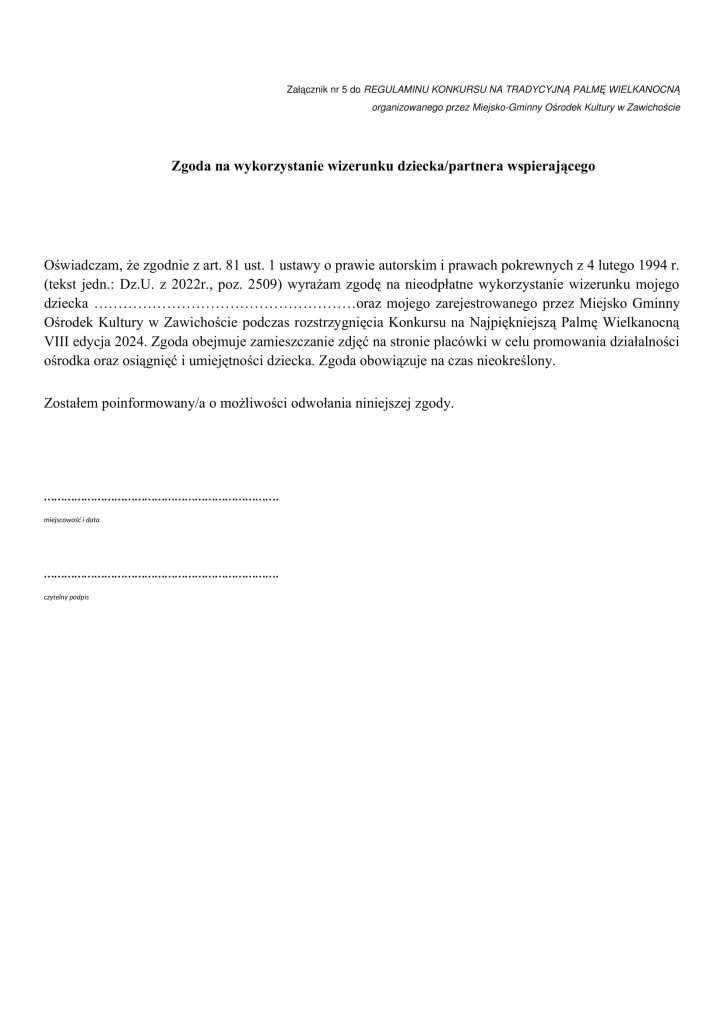 Załącznik nr 5 do REGULAMINU KONKURSU NA TRADYCYJNĄ PALMĘ WIELKANOCNĄ
organizowanego przez Miejsko-Gminny Ośrodek Kultury w Zawichoście
Zgoda na wykorzystanie wizerunku dziecka/partnera wspierającego
Oświadczam, że zgodnie z art. 81 ust. 1 ustawy o prawie autorskim i prawach pokrewnych z 4 lutego 1994 r.
(tekst jedn.: Dz.U. z 2022r., poz. 2509) wyrażam zgodę na nieodpłatne wykorzystanie wizerunku mojego
dziecka ………………………………………………oraz mojego zarejestrowanego przez Miejsko Gminny
Ośrodek Kultury w Zawichoście podczas rozstrzygnięcia Konkursu na Najpiękniejszą Palmę Wielkanocną
VIII edycja 2024. Zgoda obejmuje zamieszczanie zdjęć na stronie placówki w celu promowania działalności
ośrodka oraz osiągnięć i umiejętności dziecka. Zgoda obowiązuje na czas nieokreślony.
Zostałem poinformowany/a o możliwości odwołania niniejszej zgody.
…………………………………………………………….
miejscowość i data
…………………………………………………………….
czytelny podpis